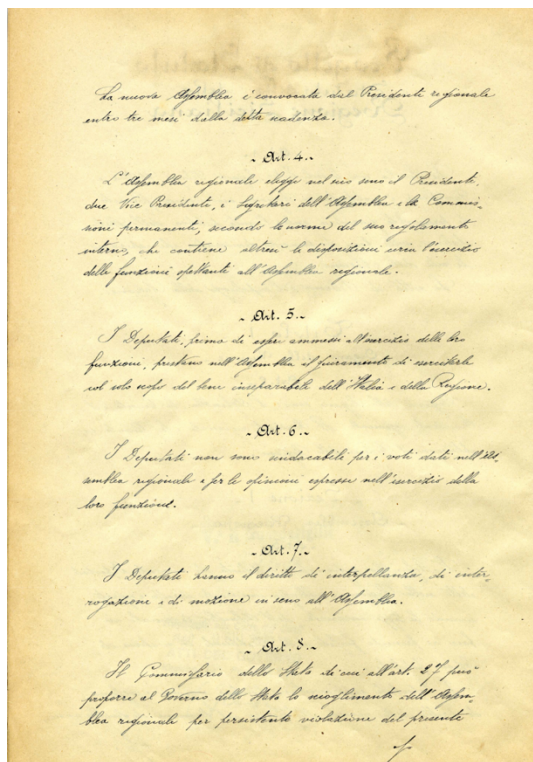 La nuova Assemblea è convocata dal Presidente regionale
entro tre mesi dalla detta scadenza.
Art. 4.
L'Assemblea regionale elegge nel suo seno il Presidente,
due Vice Presidenti, i Segretari dell'Assemblea e le Commis-
sioni permanenti, secondo le norme del suo regolamento
interno, che contiene altresì le disposizioni circa l'esercizio
delle funzioni spettanti all'Assemblea regionale.
Art. 5.
I Deputati, prima di essere ammessi all'esercizio delle loro
funzioni, prestano nell'Assemblea il giuramento di esercitarle
col solo scopo del bene inseparabile dell'Italia e della Regione.
Art. 6
I Deputati non sono sindacabili per i voti dati nell'As-
semblea regionale e per le opinioni espresse nell'esercizio della
loro funzione.
Art. 7.
I Deputati hanno il diritto di interpellanza, di inter-
rogazione e di mozione in seno all'Assemblea.
Art. 8.
Il Commissario dello Stato di cui all'art. 27 può
proporre al Governo dello Stato lo scioglimento dell'Assem-
blea regionale per persistente violazione del presente